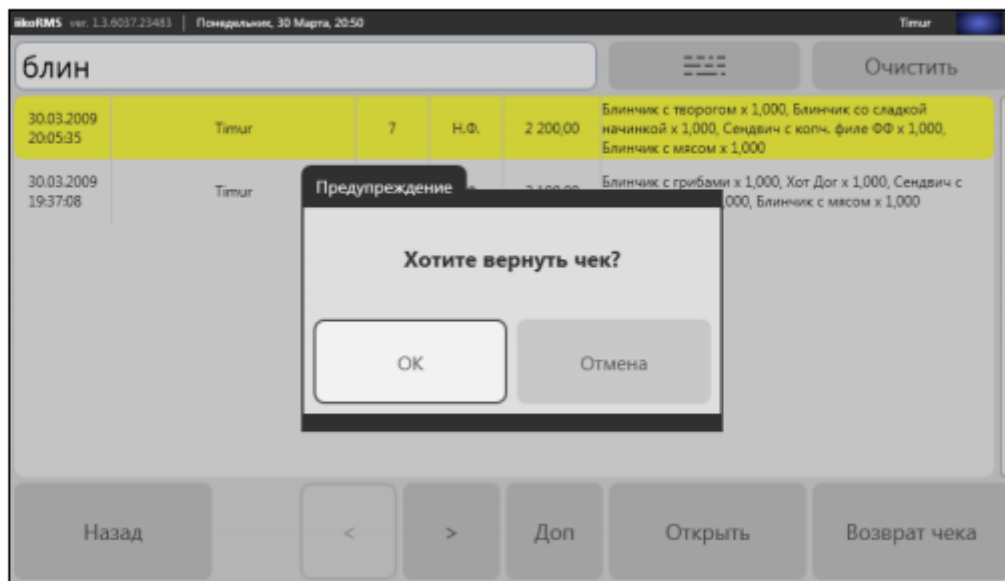 iikoRMS ver. 1.3.6037.23483 | Понедельник, 30 Марта, 20:50 Timur
блин Очистить
30.03.2009 20:05:35 Timur 7 Н.Ф. 2 200,00 Блинчик с творогом x 1,000, Блинчик со сладкой
начинкой x 1,000, Сендвич с копч. филе ФФ x 1,000,
Блинчик с мясом x 1,000
30.03.2009 19:37:08 Timur Блинчик с грибами x 1,000, Хот Дог x 1,000, Сендвич с
000, Блинчик с мясом x 1,000
Предупреждение
Хотите вернуть чек?
ОК Отмена
Назад < > Доп Открыть Возврат чека